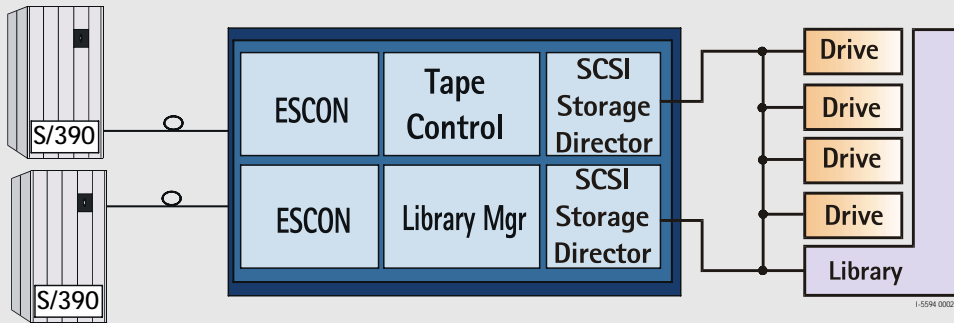 S/390
S/390
ESCON
Tape
Control
SCSI
Storage
Director
ESCON
Library Mgr
SCSI
Storage
Director
Drive
Drive
Drive
Drive
Library
I-5594 0002